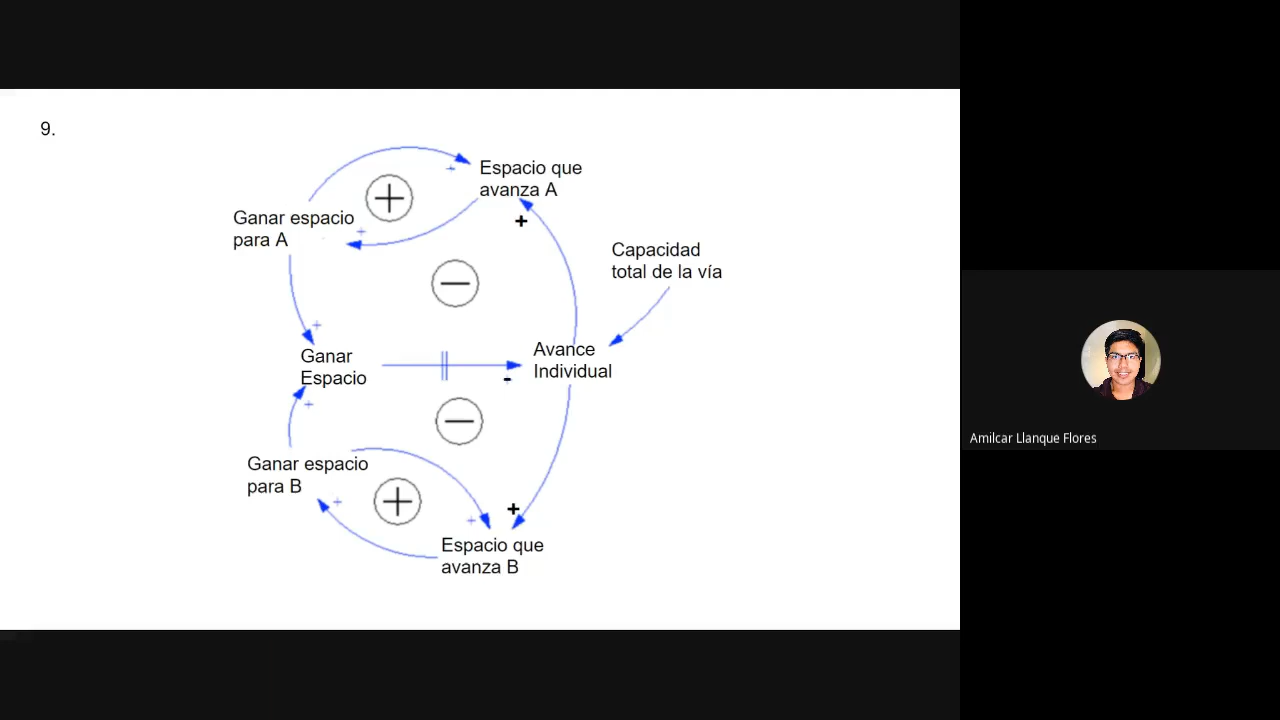 9.
Espacio que
avanza A
+
+
Ganar espacio
para A
+
+
Capacidad
total de la vía
−
+
Ganar
Espacio
Avance
Individual
-
+
−
Ganar espacio
para B
+
+
+
+
Espacio que
avanza B
Amilcar Llanque Flores